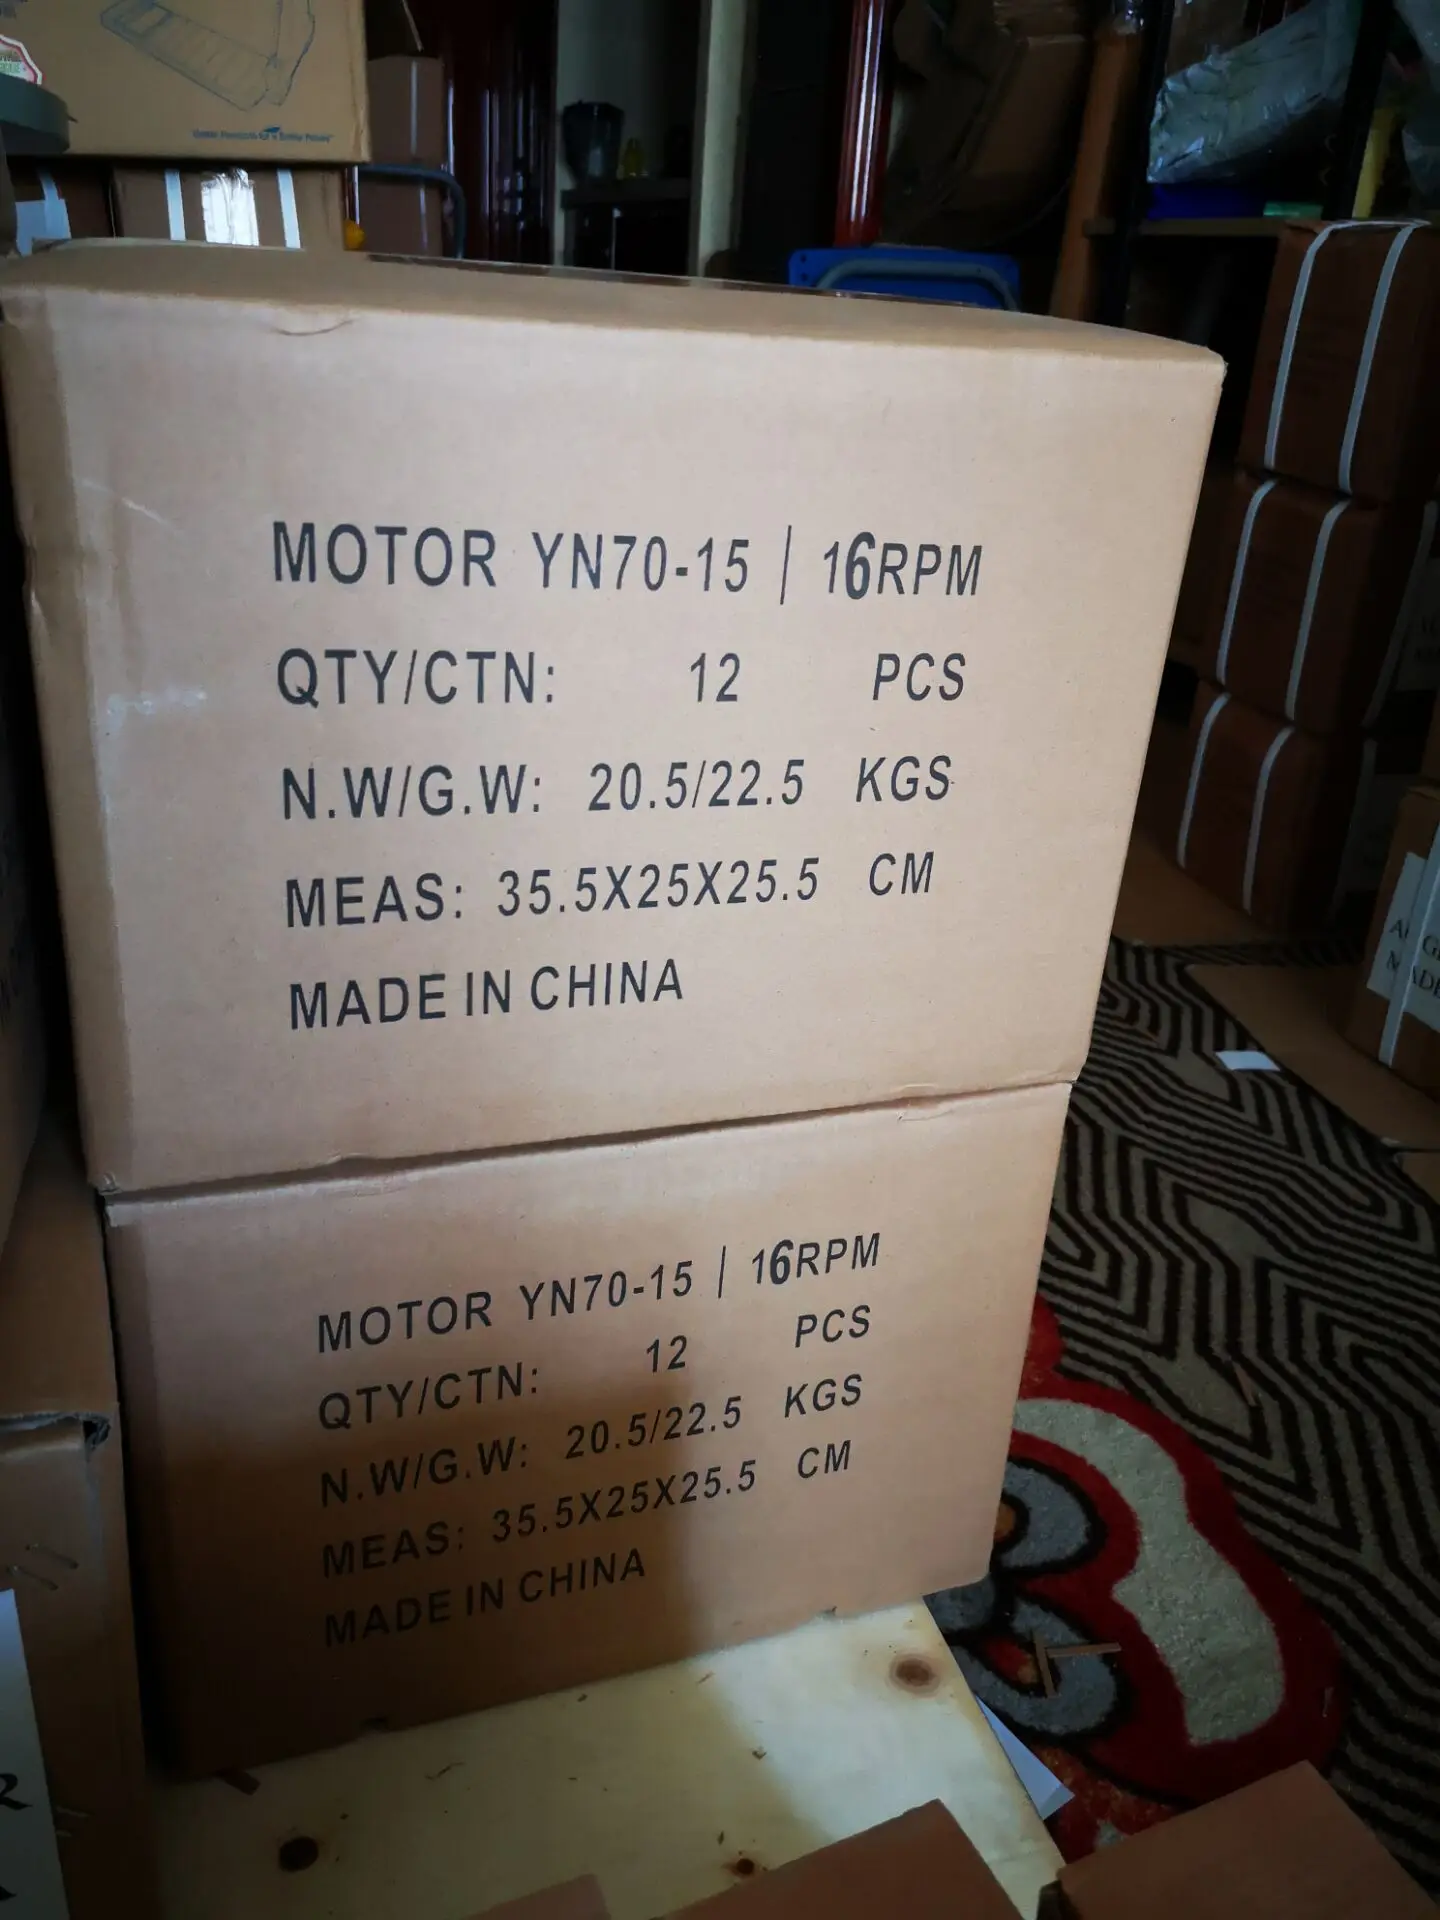 MOTOR YN70-15 | 16RPM
QTY/CTN: 12 PCS
N.W/G.W: 20.5/22.5 KGS
MEAS: 35.5X25X25.5 CM
MADE IN CHINA
MOTOR YN70-15 | 16RPM
QTY/CTN: 12 PCS
N.W/G.W: 20.5/22.5 KGS
MEAS: 35.5X25X25.5 CM
MADE IN CHINA